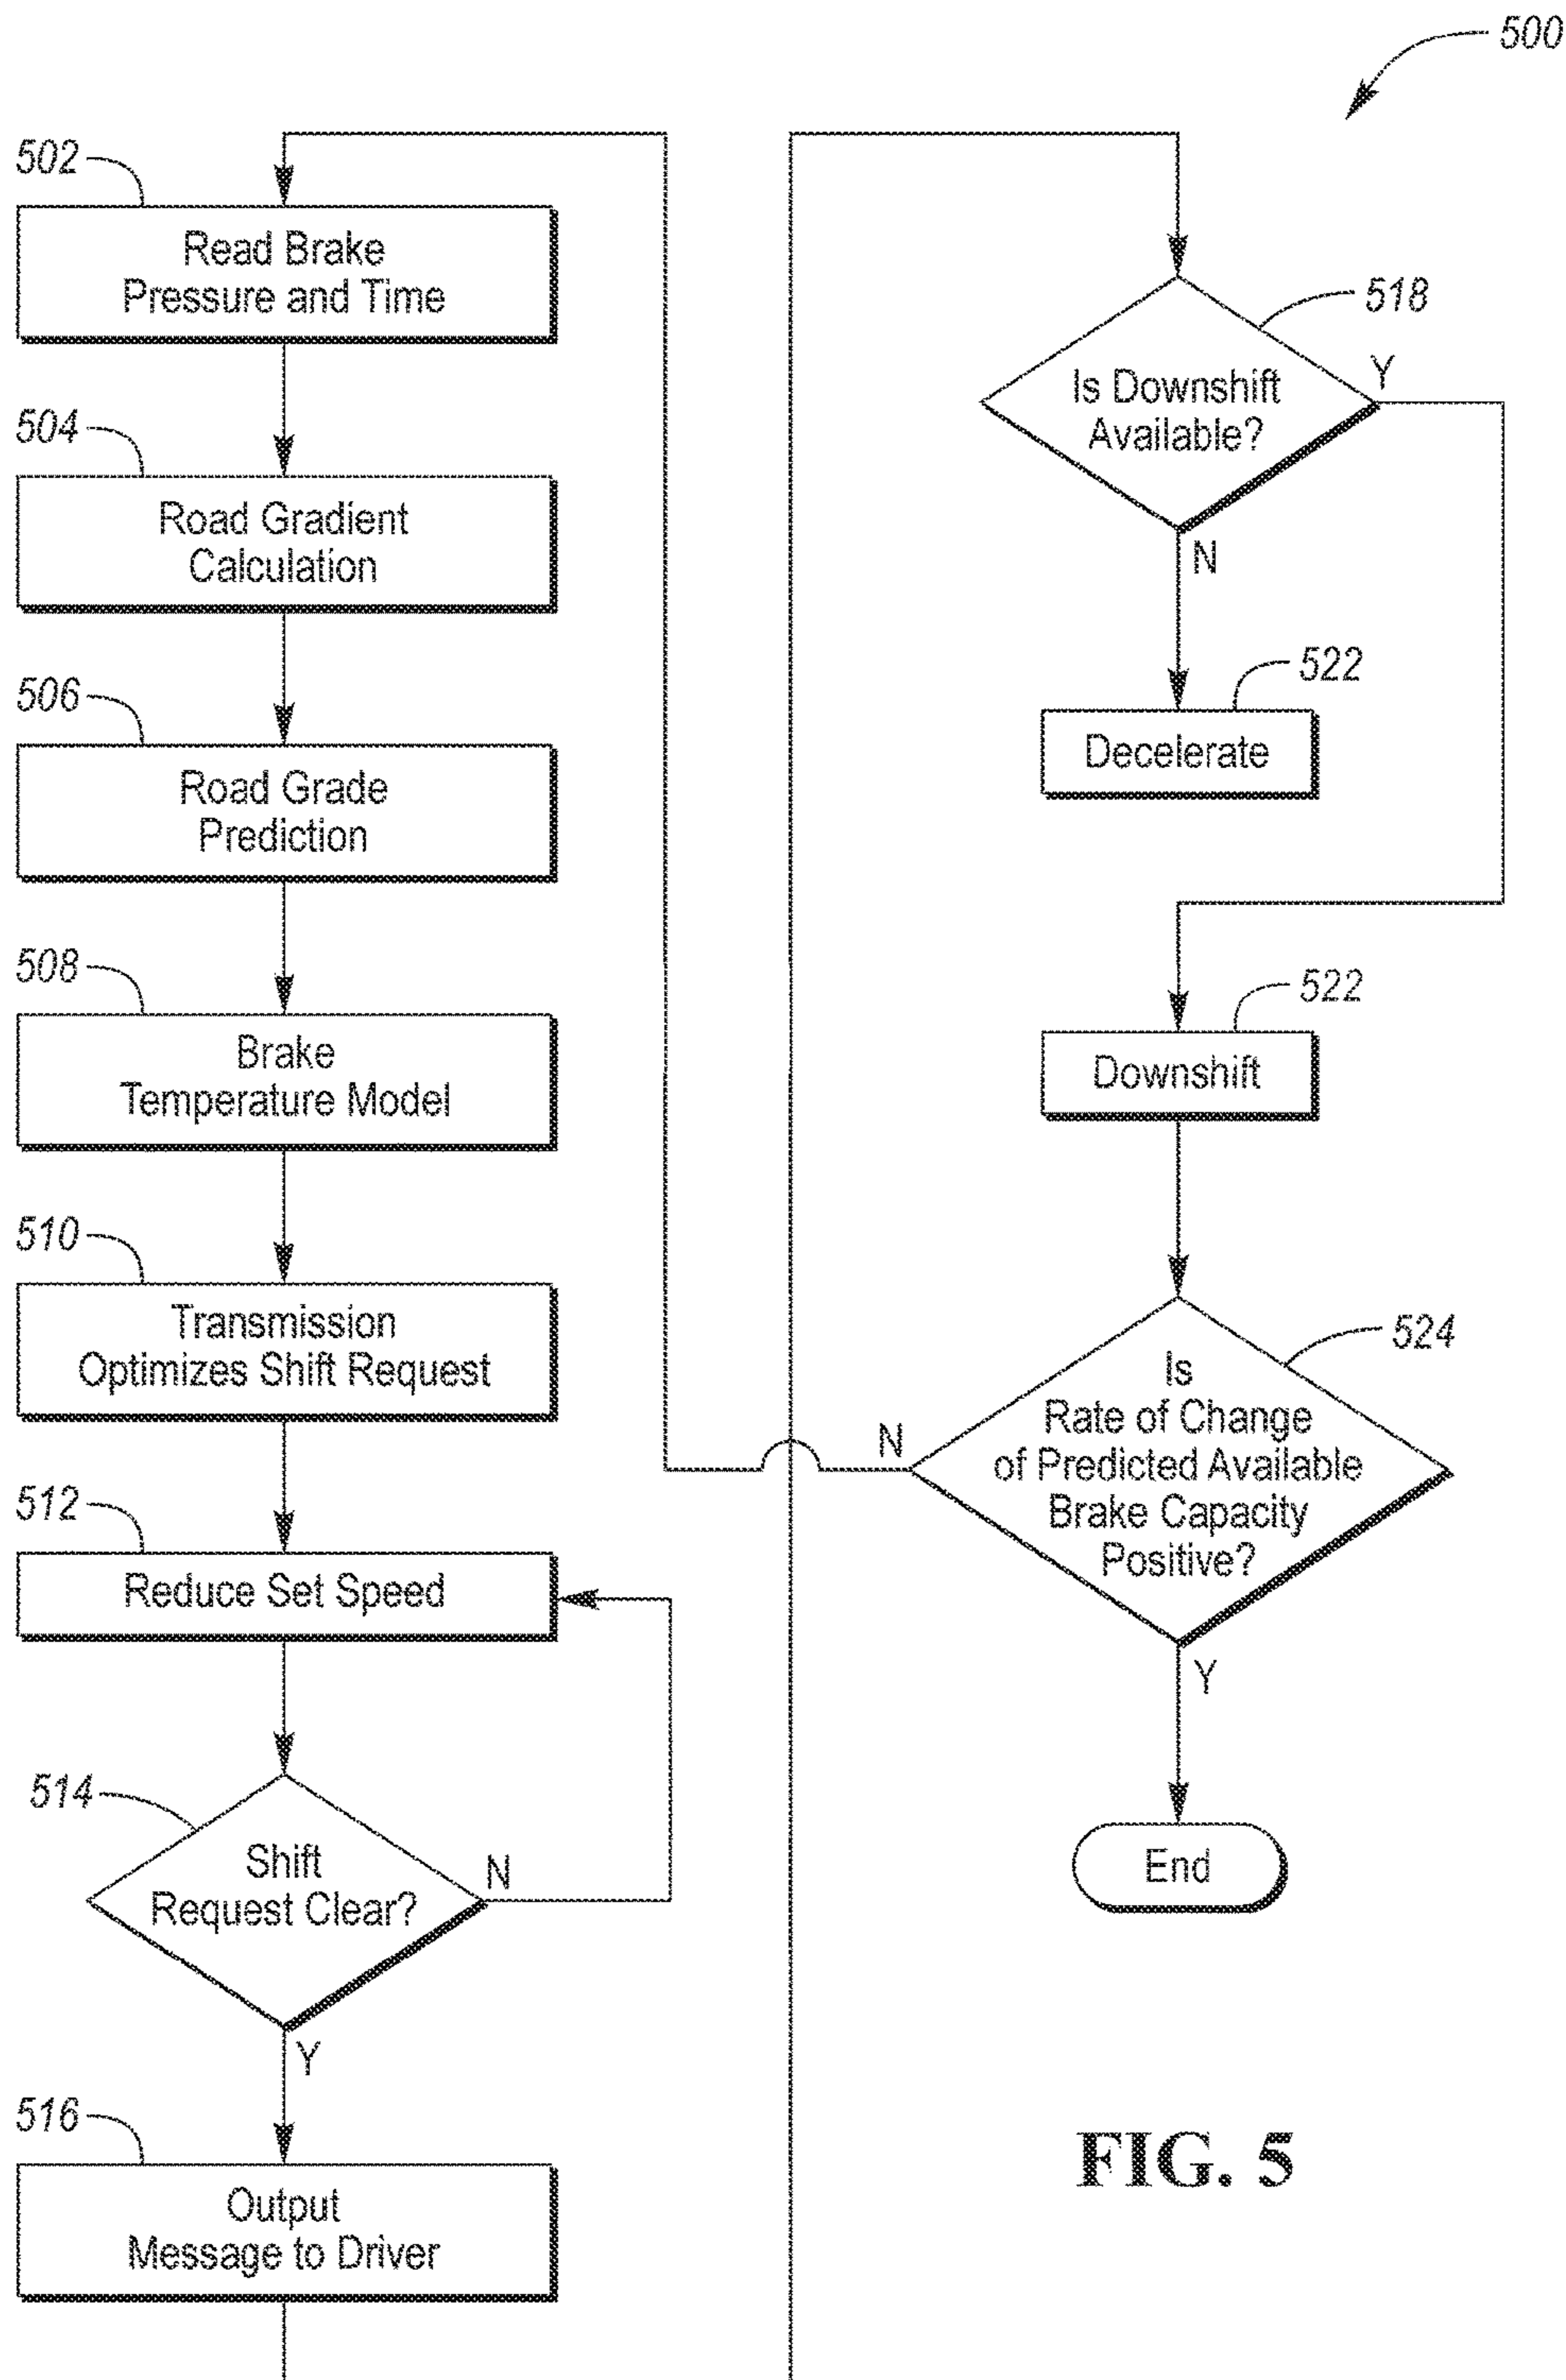 500
502
Read Brake
Pressure and Time
504
Road Gradient
Calculation
506
Road Grade
Prediction
508
Brake
Temperature Model
510
Transmission
Optimizes Shift Request
512
Reduce Set Speed
514
Shift
Request Clear?
N
Y
516
Output
Message to Driver
518
Is Downshift
Available?
Y
N
522
Decelerate
522
Downshift
524
Is
Rate of Change
of Predicted Available
Brake Capacity
Positive?
N
Y
End
FIG. 5